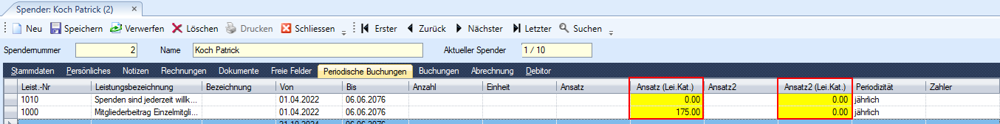 Spender: Koch Patrick (2) ×
Neu Speichern Verwerfen Löschen Drucken Schliessen Erster Zurück Nächster Letzter Suchen
Spendernummer 2 Name Koch Patrick Aktueller Spender 1 / 10
Stammdaten Persönliches Notizen Rechnungen Dokumente Freie Felder Periodische Buchungen Buchungen Abrechnung Debitor
Leist.-Nr Leistungsbezeichnung Bezeichnung Von Bis Anzahl Einheit Ansatz Ansatz (Lei.Kat.) Ansatz2 Ansatz2 (Lei.Kat.) Periodizität Zahler
1010 Spenden sind jederzeit willk... 01.04.2022 06.06.2076 0.00 0.00 jährlich
1000 Mitgliederbeitrag Einzelmitgli... 01.04.2022 06.06.2076 175.00 0.00 jährlich